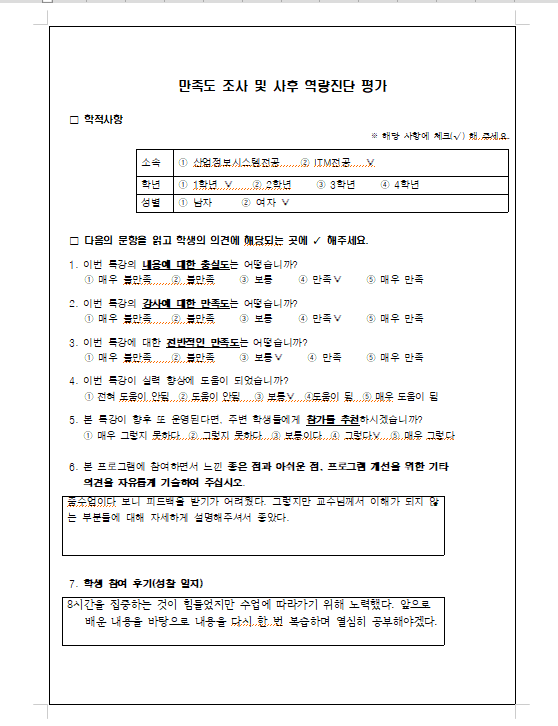 만족도 조사 및 사후 역량진단 평가
□ 학적사항
※ 해당 사항에 체크(√) 해 주세요.
소속 ① 산업정보시스템전공 ② ITM전공 V
학년 ① 1학년 V ② 2학년 ③ 3학년 ④ 4학년
성별 ① 남자 ② 여자 V
□ 다음의 문항을 읽고 학생의 의견에 해당되는 곳에 ✓ 해주세요.
1. 이번 특강의 내용에 대한 충실도는 어떻습니까?
① 매우 불만족 ② 불만족 ③ 보통 ④ 만족V ⑤ 매우 만족
2. 이번 특강의 강사에 대한 만족도는 어떻습니까?
① 매우 불만족 ② 불만족 ③ 보통 ④ 만족V ⑤ 매우 만족
3. 이번 특강에 대한 전반적인 만족도는 어떻습니까?
① 매우 불만족 ② 불만족 ③ 보통V ④ 만족 ⑤ 매우 만족
4. 이번 특강이 실력 향상에 도움이 되었습니까?
① 전혀 도움이 안됨 ② 도움이 안됨 ③ 보통V ④도움이 됨 ⑤ 매우 도움이 됨
5. 본 특강이 향후 또 운영된다면, 주변 학생들에게 참가를 추천하시겠습니까?
① 매우 그렇지 못하다 ② 그렇지 못하다 ③ 보통이다 ④ 그렇다V ⑤ 매우 그렇다
6. 본 프로그램에 참여하면서 느낀 좋은 점과 아쉬운 점, 프로그램 개선을 위한 기타
의견을 자유롭게 기술하여 주십시오.
줌수업이다 보니 피드백을 받기가 어려웠다. 그렇지만 교수님께서 이해가 되지 않
는 부분들에 대해 자세하게 설명해주셔서 좋았다.
7. 학생 참여 후기(성찰 일지)
8시간을 집중하는 것이 힘들었지만 수업에 따라가기 위해 노력했다. 앞으로
배운 내용을 바탕으로 내용을 다시 한 번 복습하며 열심히 공부해야겠다.